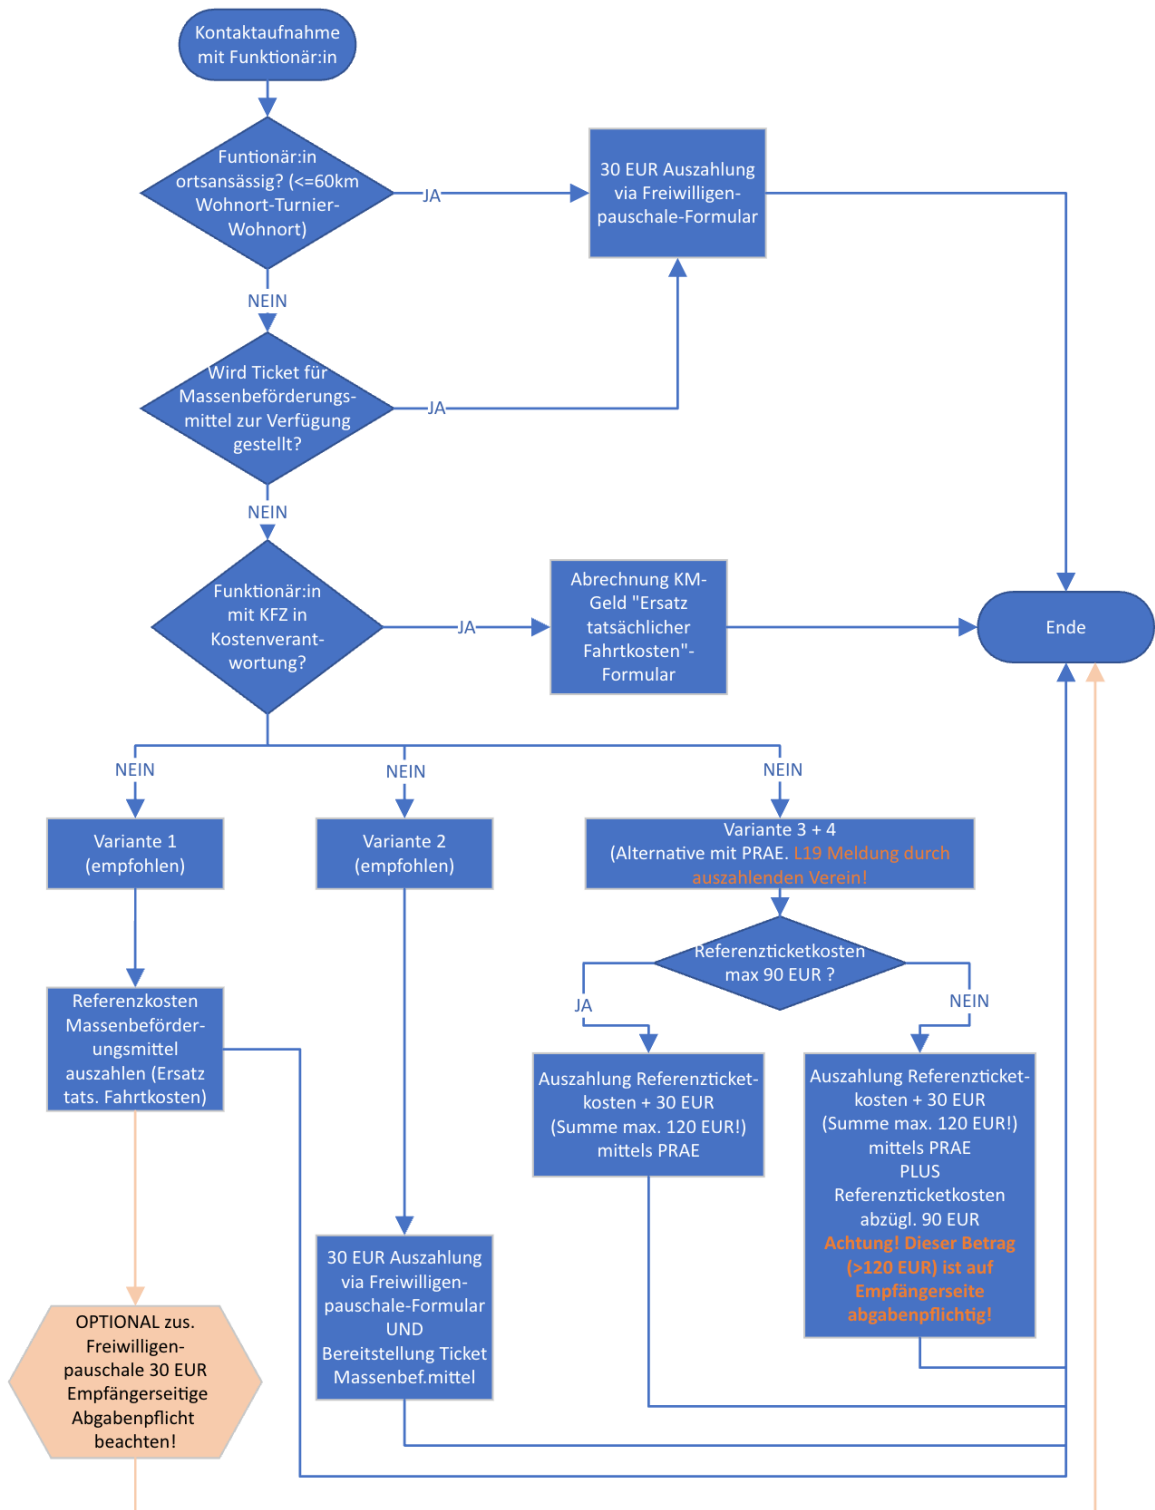 Kontaktaufnahme
mit Funktionär:in
Funtionär:in
ortsansässig? (<=60km
Wohnort-Turnier-
Wohnort)
JA
30 EUR Auszahlung
via Freiwilligen-
pauschale-Formular
NEIN
Wird Ticket für
Massenbeförderungs-
mittel zur Verfügung
gestellt?
JA
NEIN
Funktionär:in
mit KFZ in
Kostenverant-
wortung?
JA
Abrechnung KM-
Geld "Ersatz
tatsächlicher
Fahrtkosten"-
Formular
Ende
NEIN
NEIN
NEIN
Variante 1
(empfohlen)
Variante 2
(empfohlen)
Variante 3 + 4
(Alternative mit PRAE. L19 Meldung durch
auszahlenden Verein!
Referenzticketkosten
max 90 EUR ?
JA
NEIN
Referenzkosten
Massenbeförder-
ungsmittel
auszahlen (Ersatz
tats. Fahrtkosten)
Auszahlung Referenzticket-
kosten + 30 EUR
(Summe max. 120 EUR!)
mittels PRAE
Auszahlung Referenzticket-
kosten + 30 EUR
(Summe max. 120 EUR!)
mittels PRAE
PLUS
Referenzticketkosten
abzügl. 90 EUR
Achtung! Dieser Betrag
(>120 EUR) ist auf
Empfängerseite
abgabenpflichtig!
30 EUR Auszahlung
via Freiwilligen-
pauschale-Formular
UND
Bereitstellung Ticket
Massenbef.mittel
OPTIONAL zus.
Freiwilligen-
pauschale 30 EUR
Empfängerseitige
Abgabenpflicht
beachten!